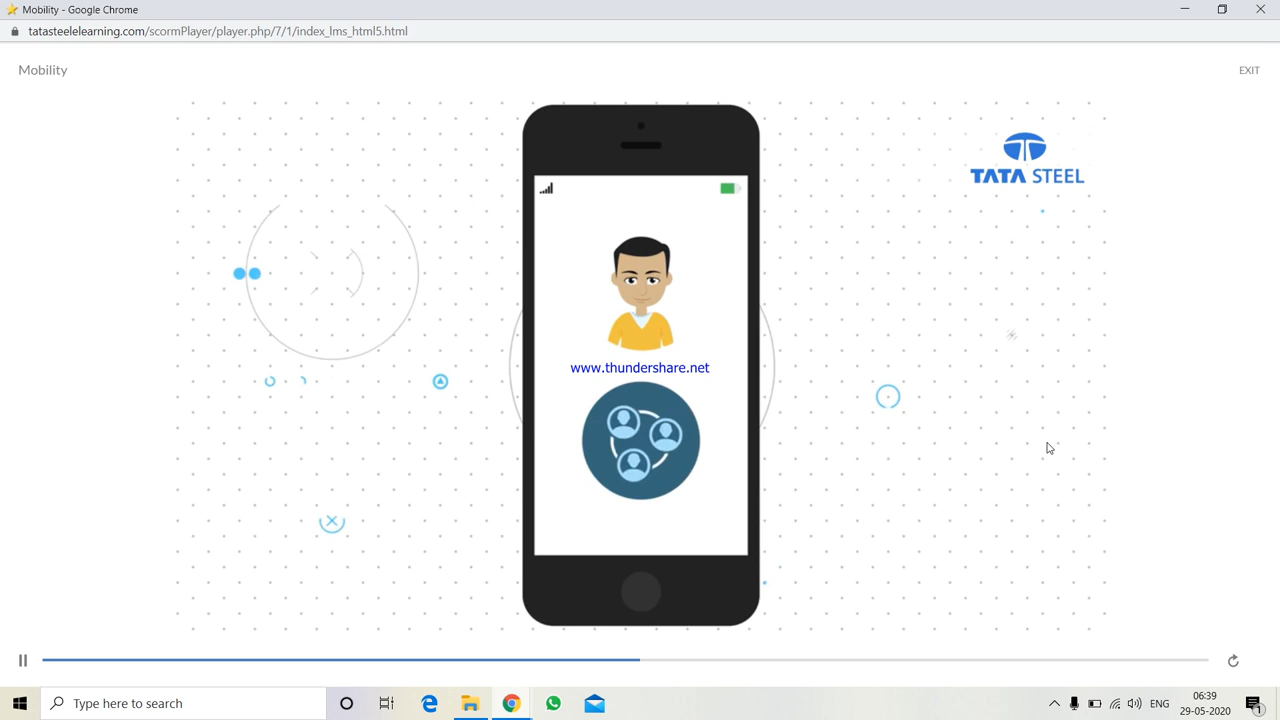 Mobility - Google Chrome
tatasteelelearning.com/scormPlayer/player.php/7/1/index_lms_html5.html
Mobility
EXIT
TATA STEEL
www.thundershare.net
Type here to search
ENG
06:39
29-05-2020
1